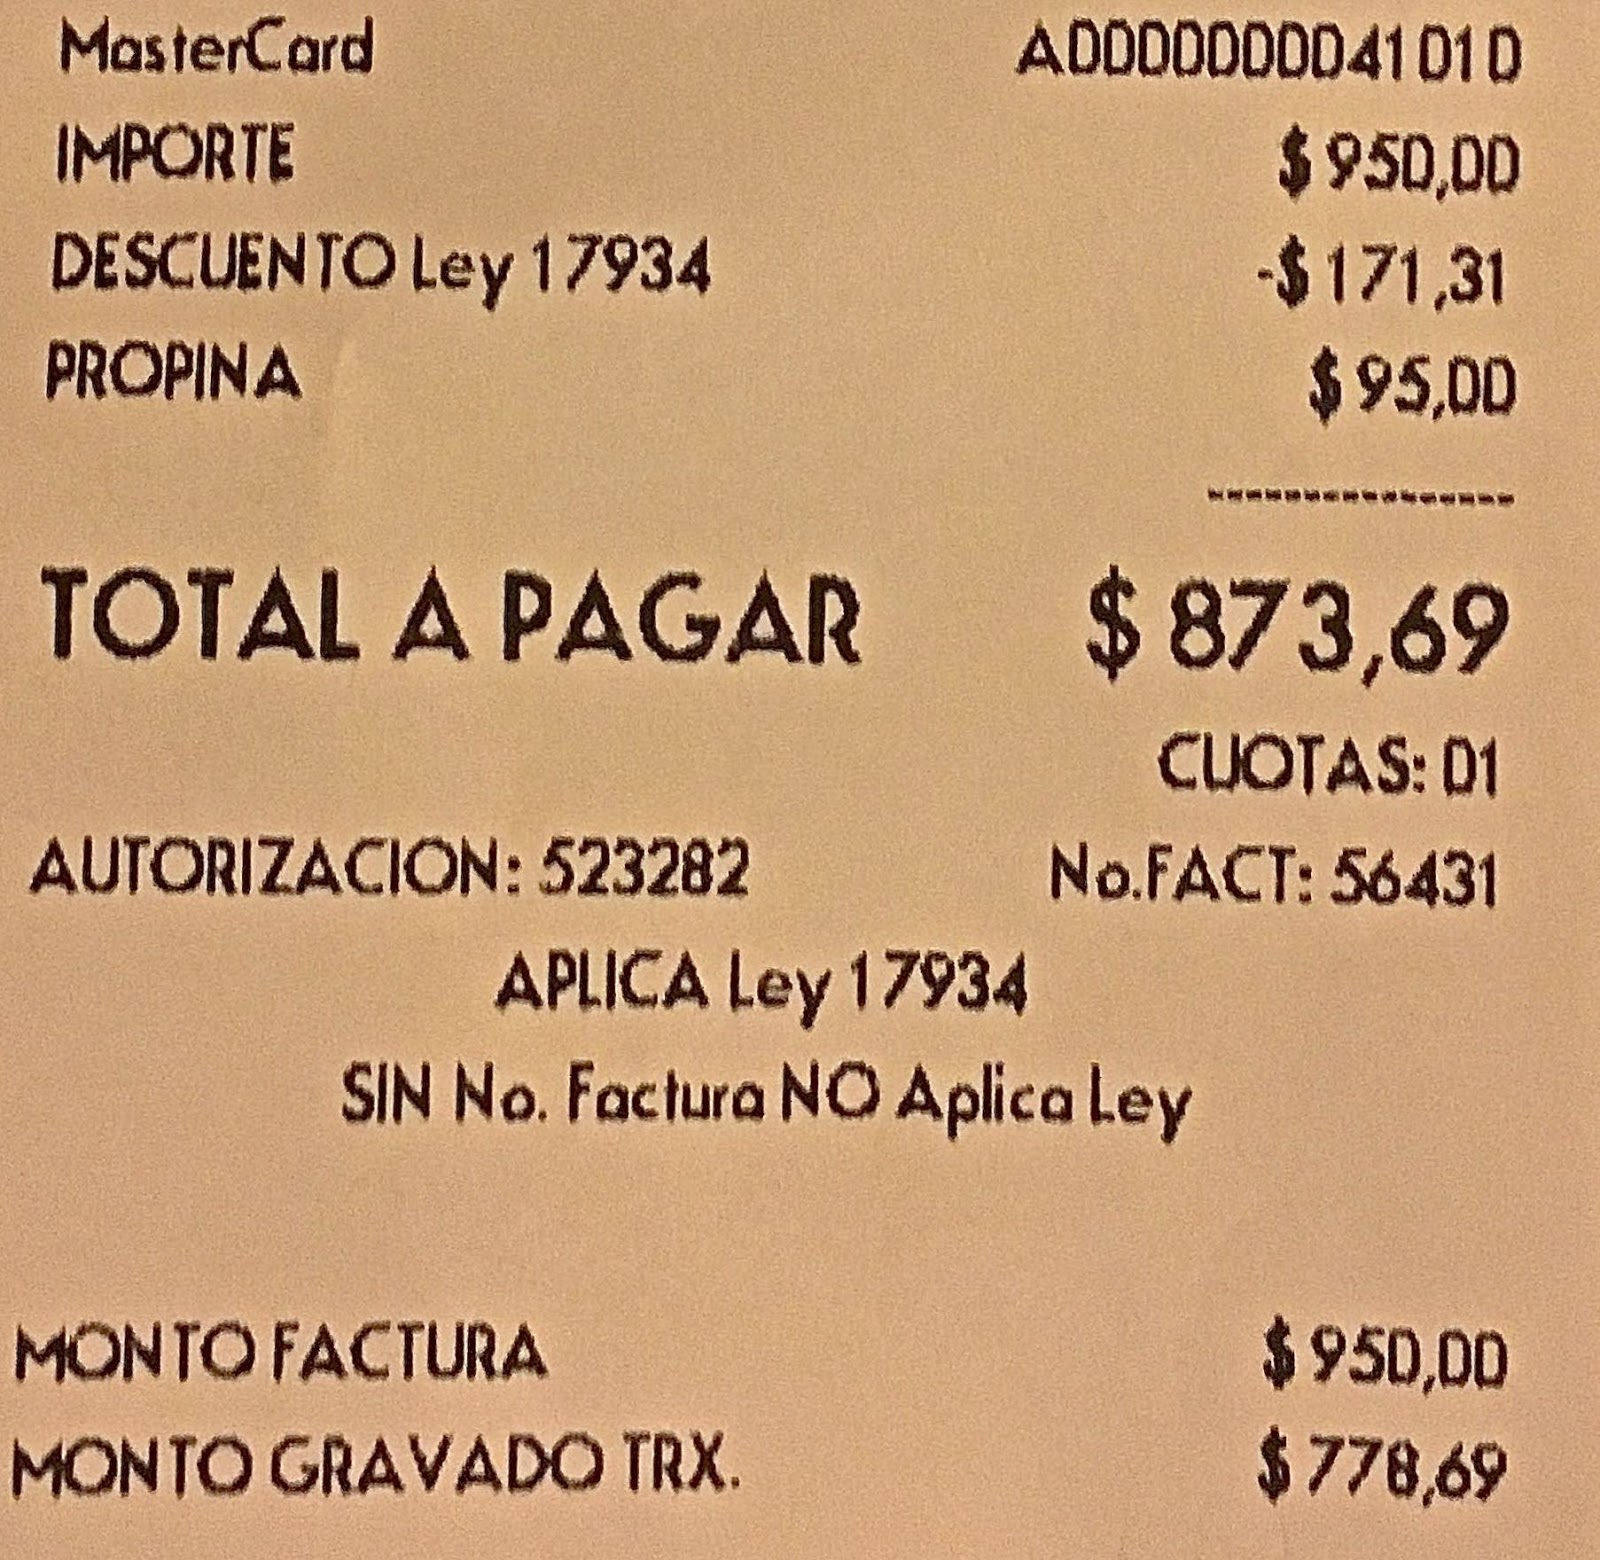 MasterCard A0000000041010
IMPORTE $ 950,00
DESCUENTO Ley 17934 -$ 171,31
PROPINA $ 95,00
----------------
TOTAL A PAGAR $ 873,69
CUOTAS: 01
AUTORIZACION: 523282 No.FACT: 56431
APLICA Ley 17934
SIN No. Factura NO Aplica Ley
MONTO FACTURA $ 950,00
MONTO GRAVADO TRX. $ 778,69